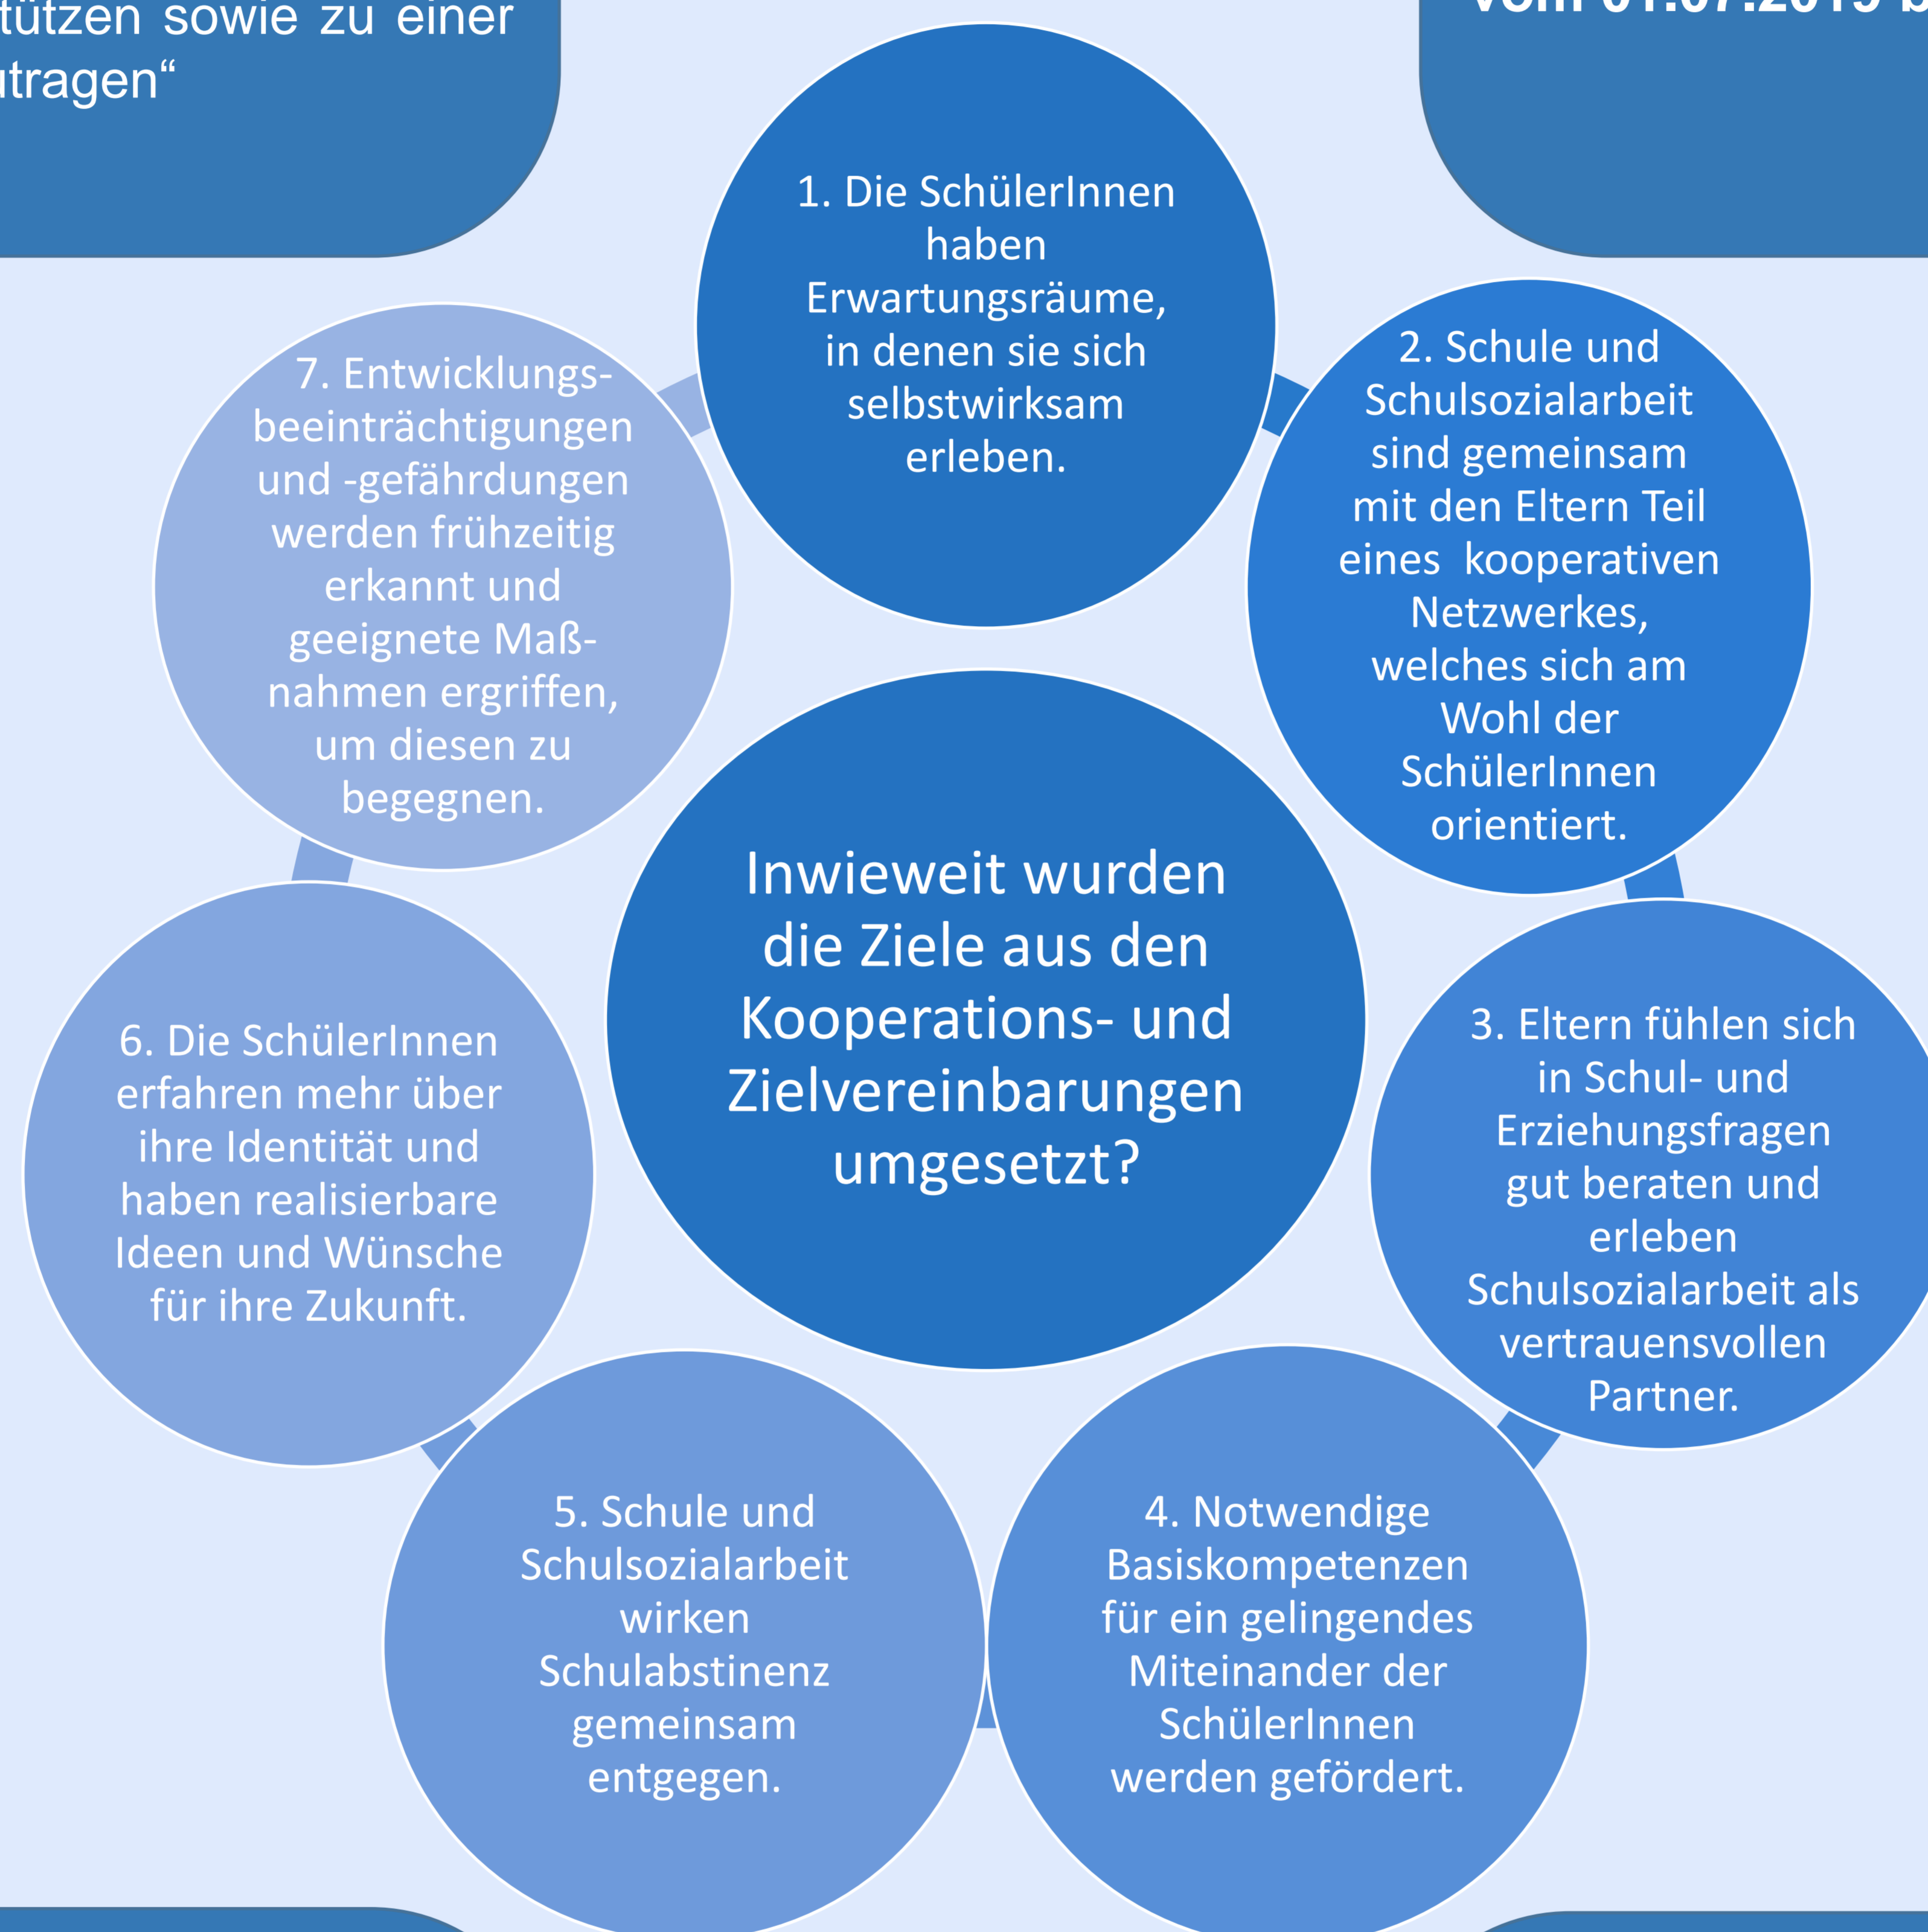 tützen sowie zu einer
tragen“
vom 01.07.2019
1. Die SchülerInnen
haben
Erwartungsräume,
in denen sie sich
selbstwirksam
erleben.
2. Schule und
Schulsozialarbeit
sind gemeinsam
mit den Eltern Teil
eines kooperativen
Netzwerkes,
welches sich am
Wohl der
SchülerInnen
orientiert.
3. Eltern fühlen sich
in Schul- und
Erziehungsfragen
gut beraten und
erleben
Schulsozialarbeit als
vertrauensvollen
Partner.
4. Notwendige
Basiskompetenzen
für ein gelingendes
Miteinander der
SchülerInnen
werden gefördert.
5. Schule und
Schulsozialarbeit
wirken
Schulabstinenz
gemeinsam
entgegen.
6. Die SchülerInnen
erfahren mehr über
ihre Identität und
haben realisierbare
Ideen und Wünsche
für ihre Zukunft.
7. Entwicklungs-
beeinträchtigungen
und -gefährdungen
werden frühzeitig
erkannt und
geeignete Maß-
nahmen ergriffen,
um diesen zu
begegnen.
Inwieweit wurden
die Ziele aus den
Kooperations- und
Zielvereinbarungen
umgesetzt?